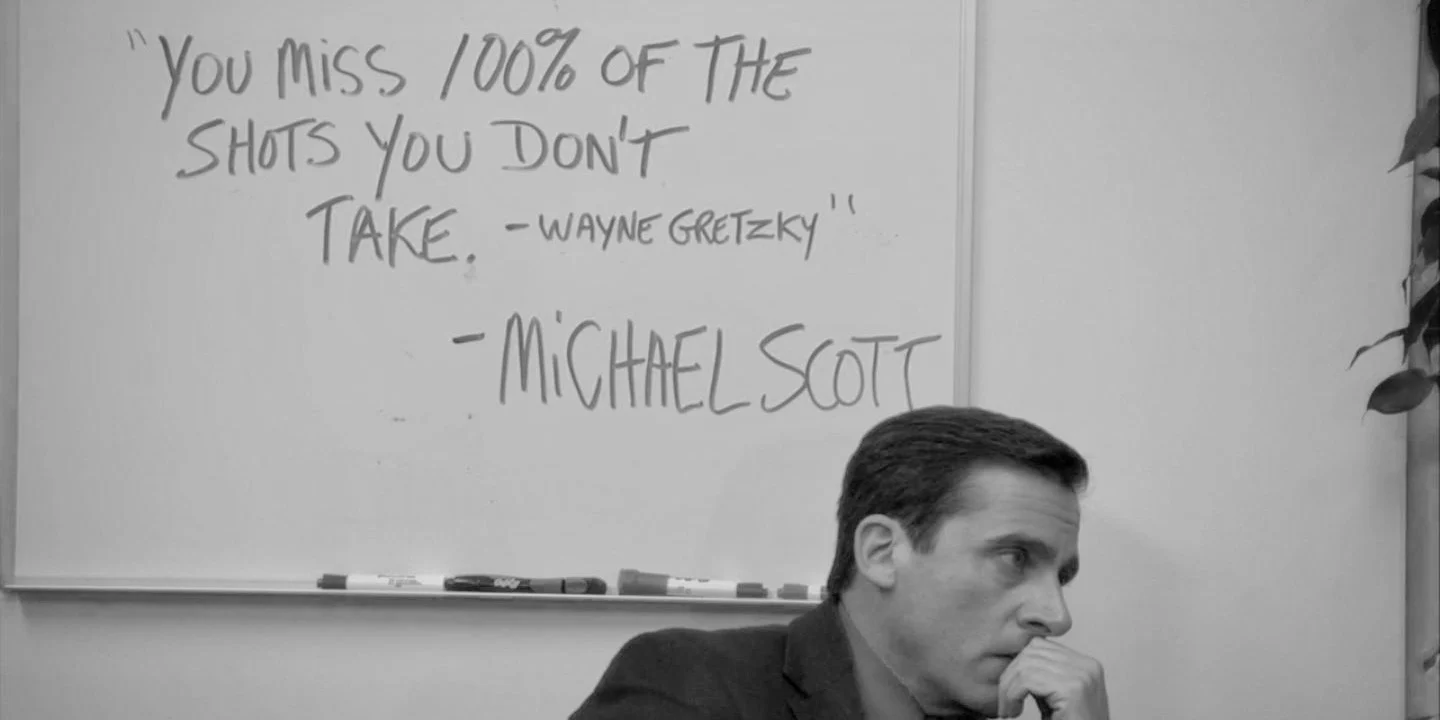 "YOU MiSS 100% OF THE
SHOTS YOU DON'T
TAKE. - WAYNE GRETZKY"
- MiCHAEL SCOTT